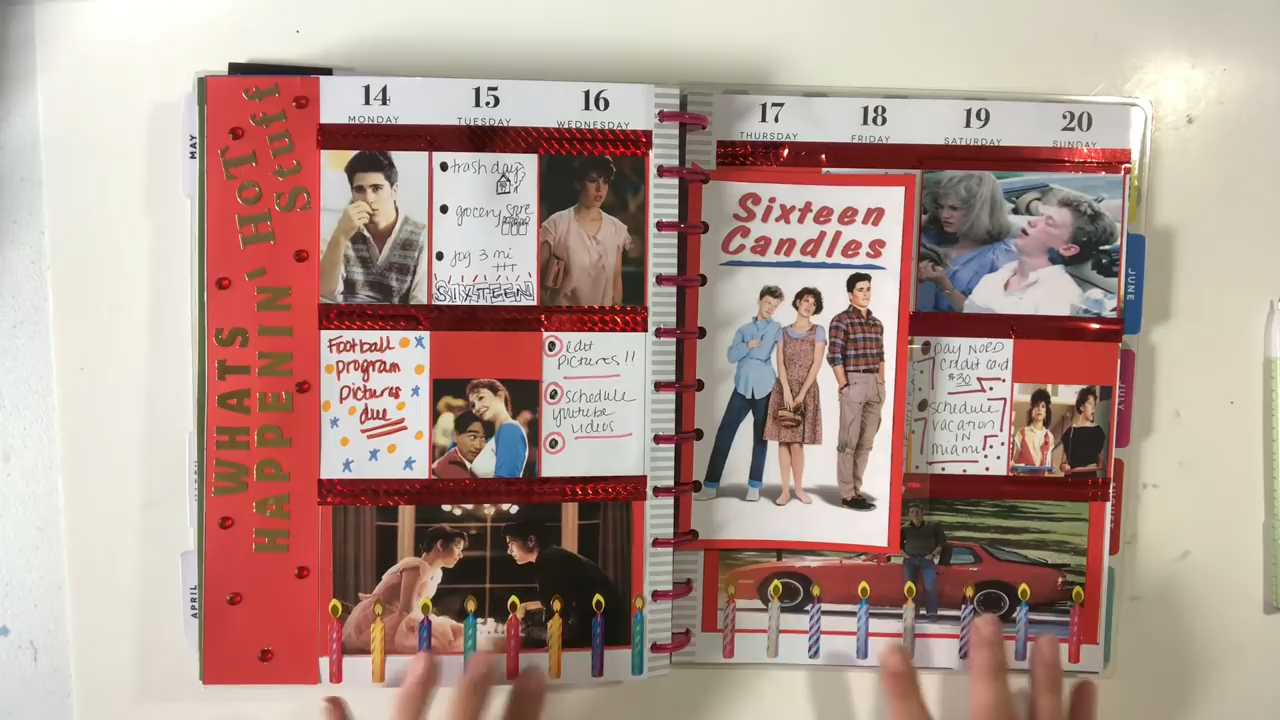 WHATS
HAPPENIN' HOT
Stuff
MAY
APRIL
14
MONDAY
15
TUESDAY
16
WEDNESDAY
trash day
grocery store
jog 3 mi
SIXTEEN
Football
program
pictures
due
edit
pictures !!
schedule
youtube
videos
17
THURSDAY
18
FRIDAY
19
SATURDAY
20
SUNDAY
Sixteen
Candles
pay NORD
credit card
$30
schedule
vacation
IN
miami
JUNE
JULY